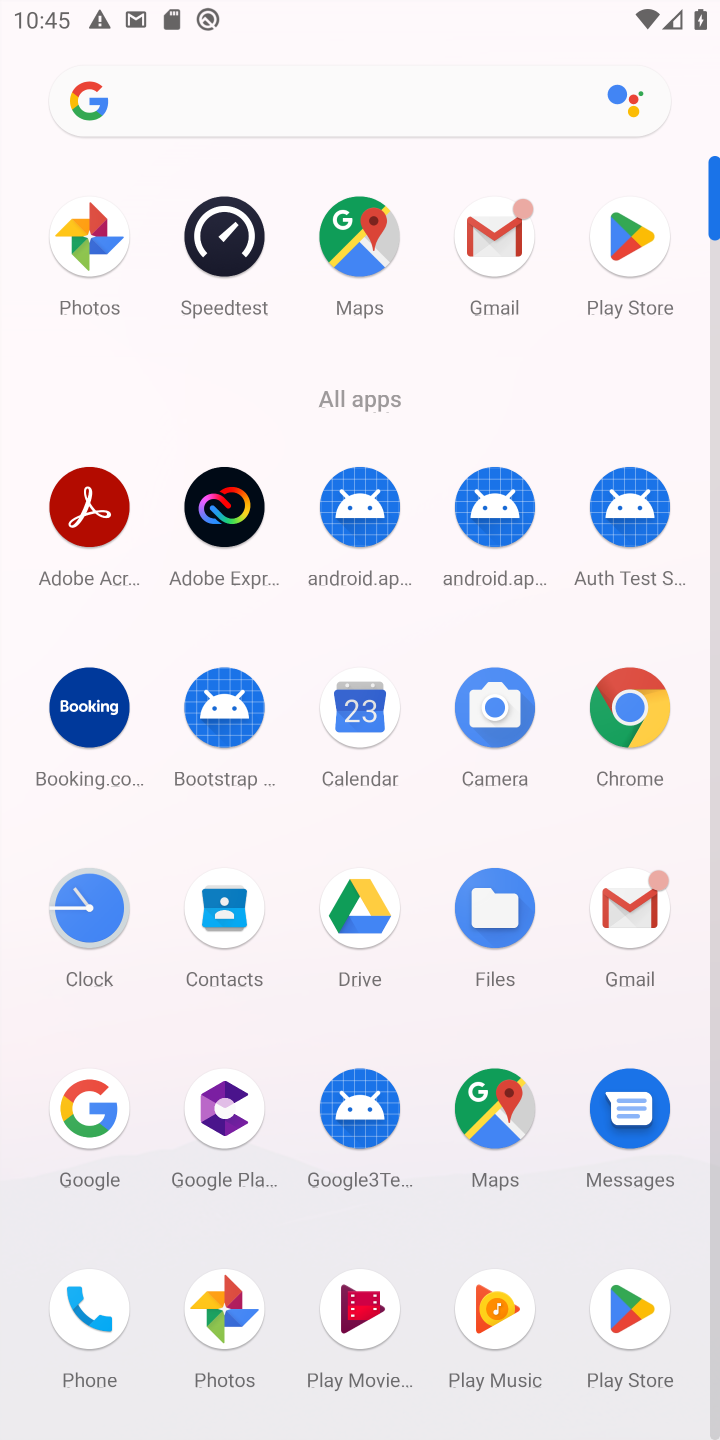 10:45
Photos Speedtest Maps Gmail Play Store
All apps
Adobe Acr... Adobe Expr... android.ap... android.ap... Auth Test S...
Booking
23
Booking.co... Bootstrap ... Calendar Camera Chrome
Clock Contacts Drive Files Gmail
Google Google Pla... Google3Te... Maps Messages
Phone Photos Play Movie... Play Music Play Store